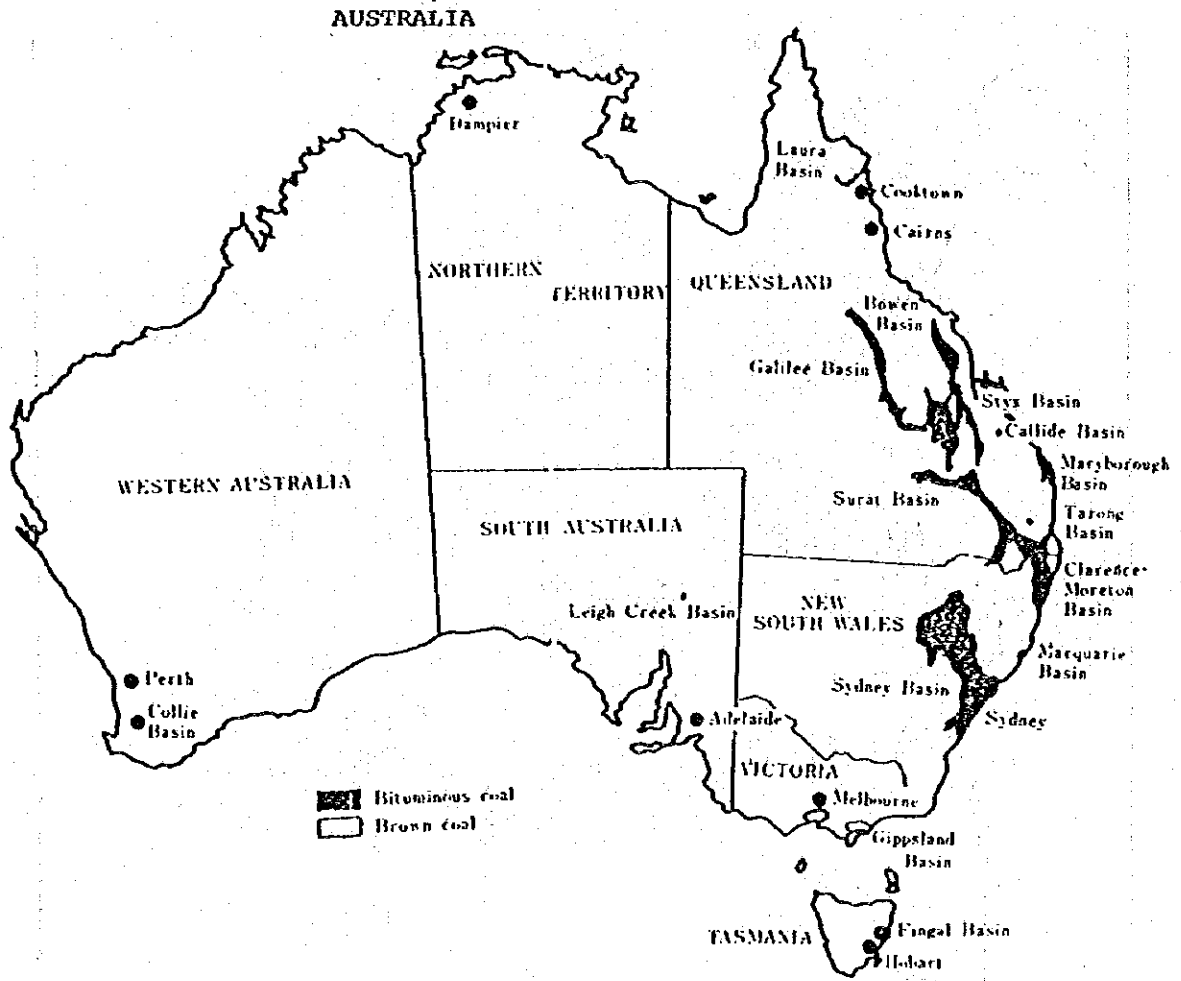 AUSTRALIA
Dampier
Laura
Basin
Cooktown
Cairns
NORTHERN
TERRITORY
QUEENSLAND
Bowen
Basin
Galilee Basin
Styx Basin
Callide Basin
Maryborough
Basin
WESTERN AUSTRALIA
Surat Basin
SOUTH AUSTRALIA
Tarong
Basin
Clarence-
Moreton
Basin
Leigh Creek Basin
NEW
SOUTH WALES
Macquarie
Basin
Perth
Sydney Basin
Collie
Basin
Adelaide
Sydney
VICTORIA
Bituminous coal
Melbourne
Brown coal
Gippsland
Basin
TASMANIA
Fingal Basin
Hobart